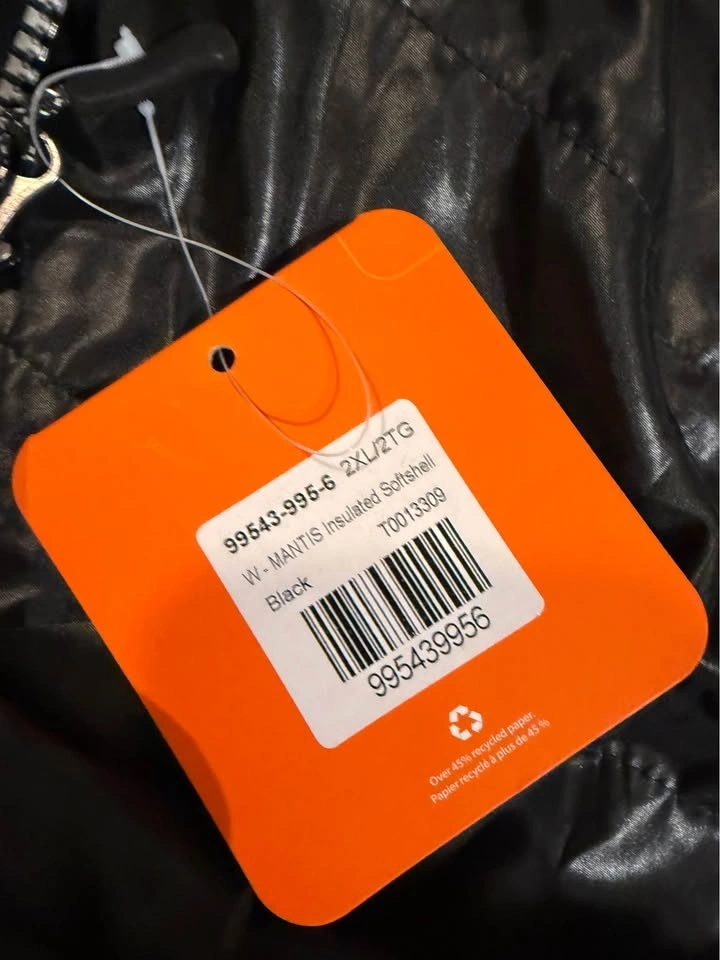 99543-995-6 2XL/2TG
W - MANTIS Insulated Softshell
T0013309
Black
995439956
Over 45% recycled paper.
Papier recyclé à plus de 45 %